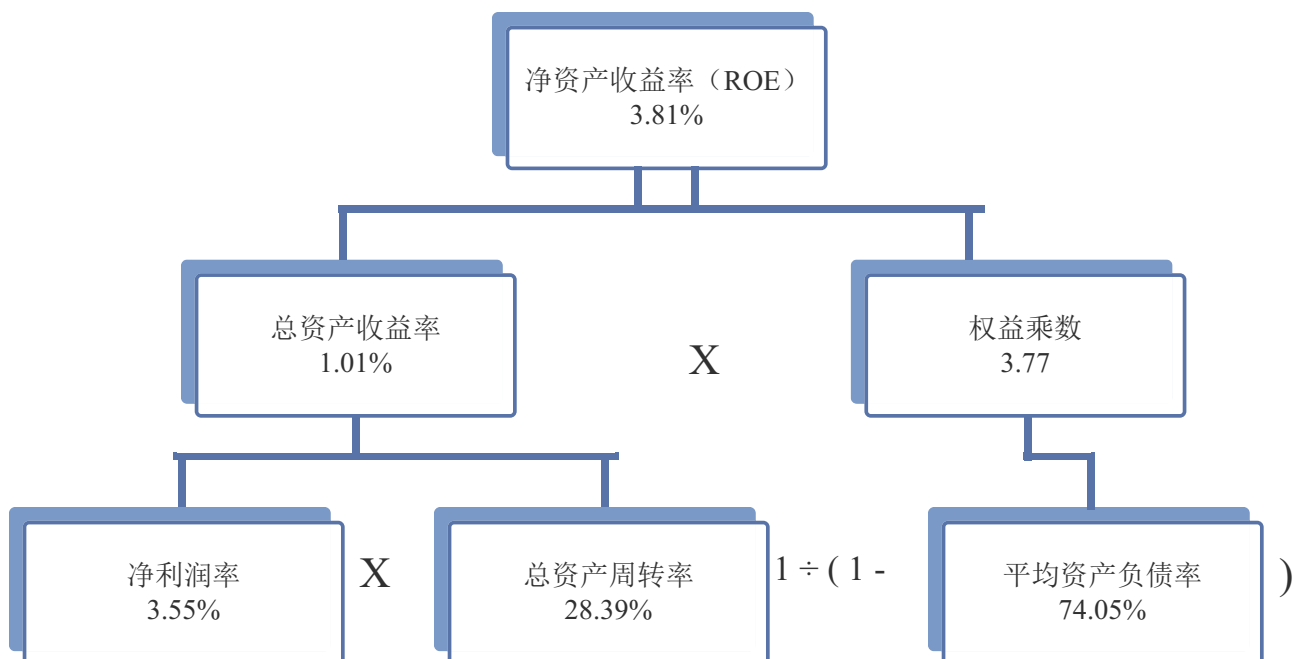 净资产收益率（ROE）
3.81%
总资产收益率
1.01%
X
权益乘数
3.77
净利润率
3.55%
X
总资产周转率
28.39%
1 ÷ ( 1 -
平均资产负债率
74.05%
)